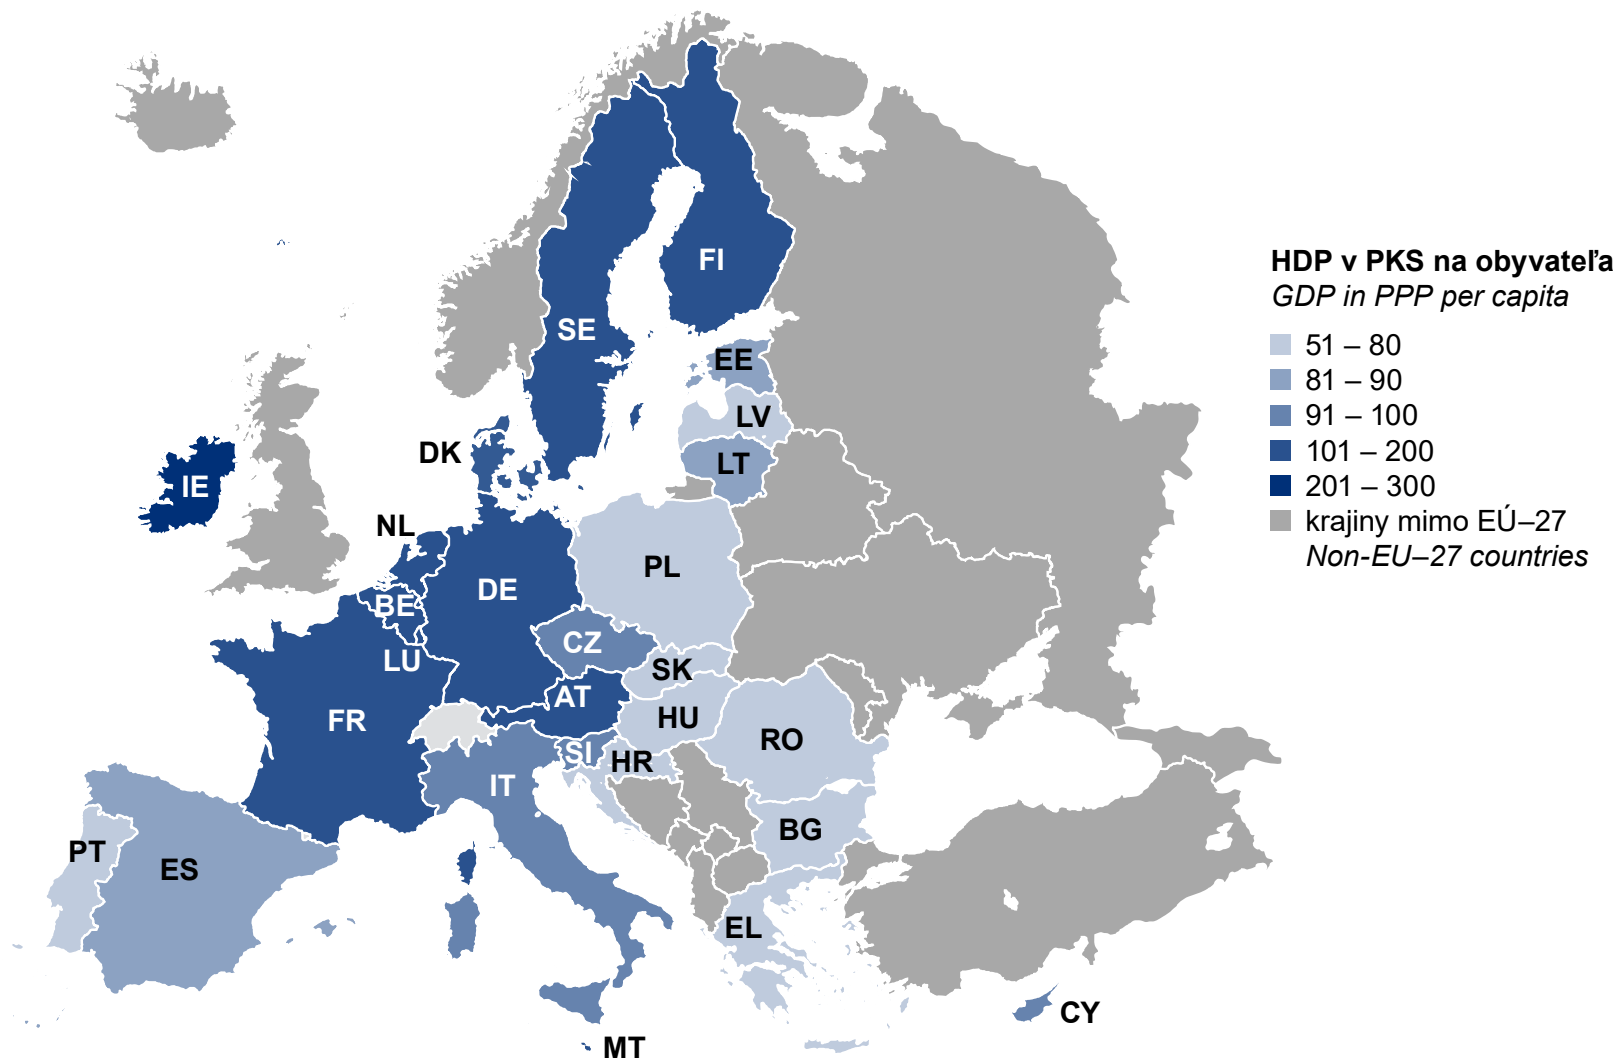 FI
SE
EE
LV
DK
LT
IE
NL
PL
DE
BE
CZ
LU
SK
AT
FR
HU
RO
SI
HR
IT
BG
PT
ES
EL
CY
MT
HDP v PKS na obyvateľa
GDP in PPP per capita
51 – 80
81 – 90
91 – 100
101 – 200
201 – 300
krajiny mimo EÚ–27
Non-EU–27 countries